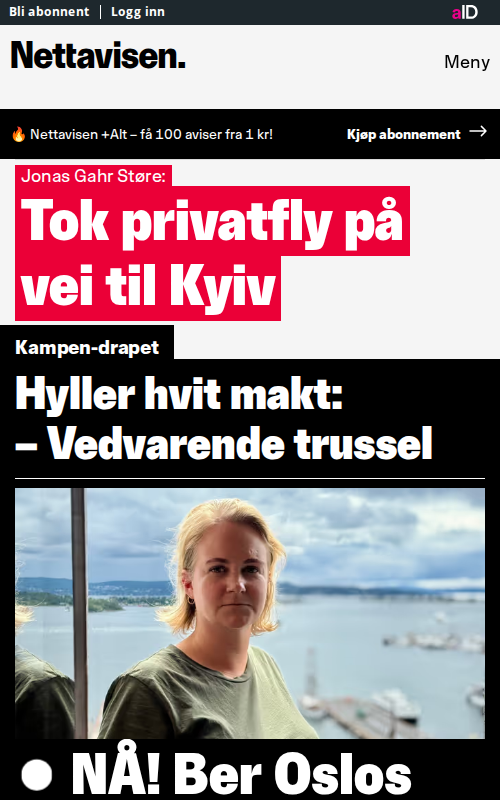 Bli abonnent | Logg inn
aID
Nettavisen.
Meny
🔥 Nettavisen +Alt – få 100 aviser fra 1 kr!
Kjøp abonnement →
Jonas Gahr Støre:
Tok privatfly på
vei til Kyiv
Kampen-drapet
Hyller hvit makt:
– Vedvarende trussel
NÅ! Ber Oslos